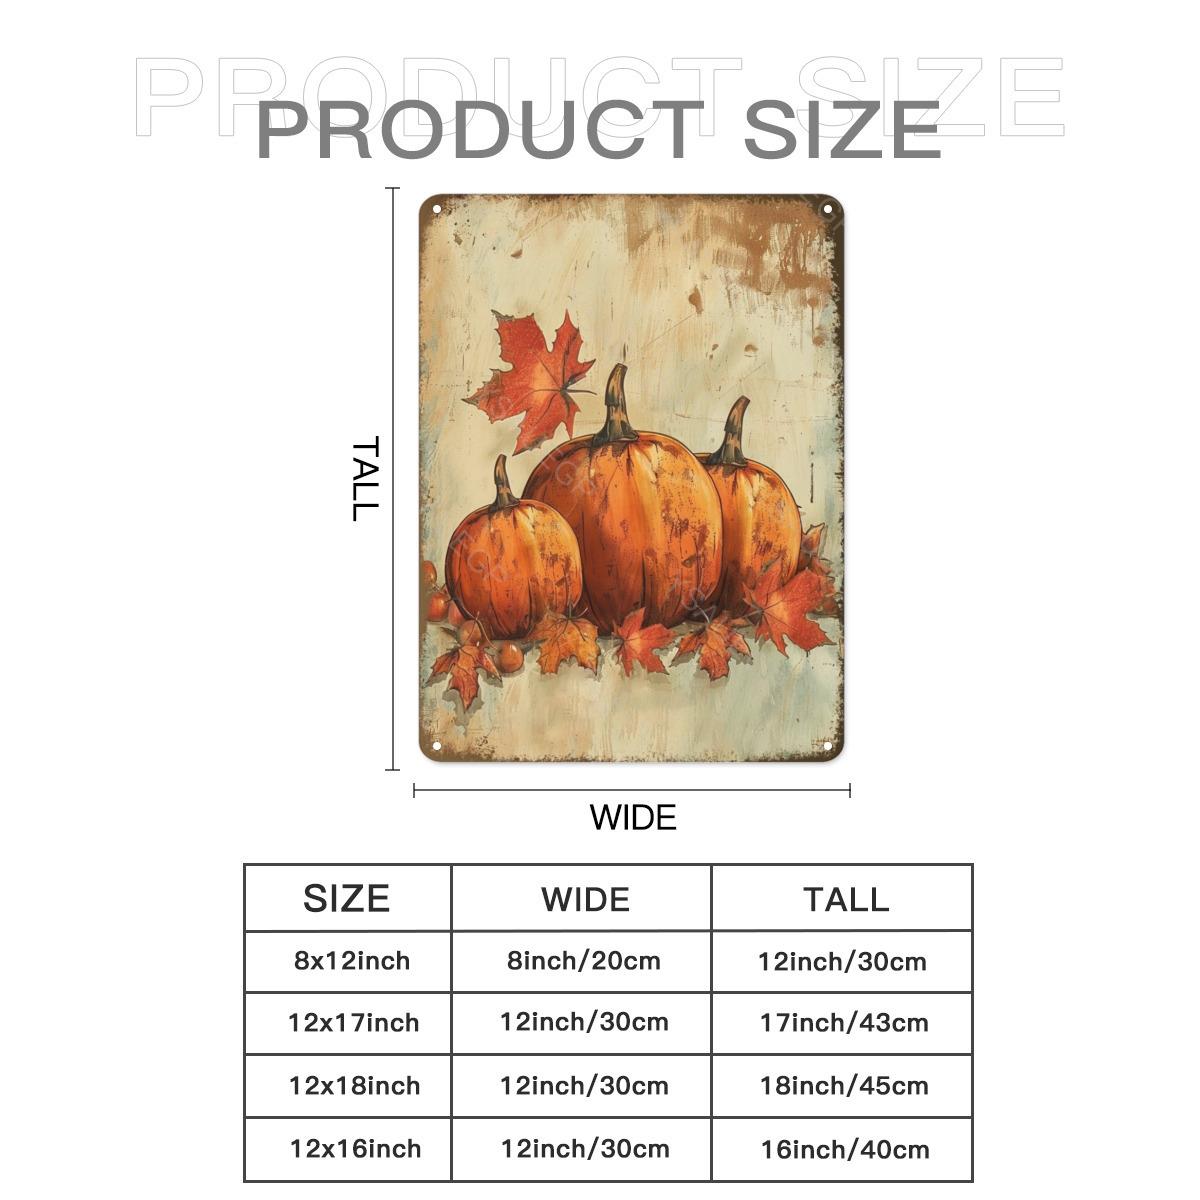 PRODUCT SIZE
PRODUCT SIZE
TALL
WIDE
SIZE WIDE TALL
8x12inch 8inch/20cm 12inch/30cm
12x17inch 12inch/30cm 17inch/43cm
12x18inch 12inch/30cm 18inch/45cm
12x16inch 12inch/30cm 16inch/40cm